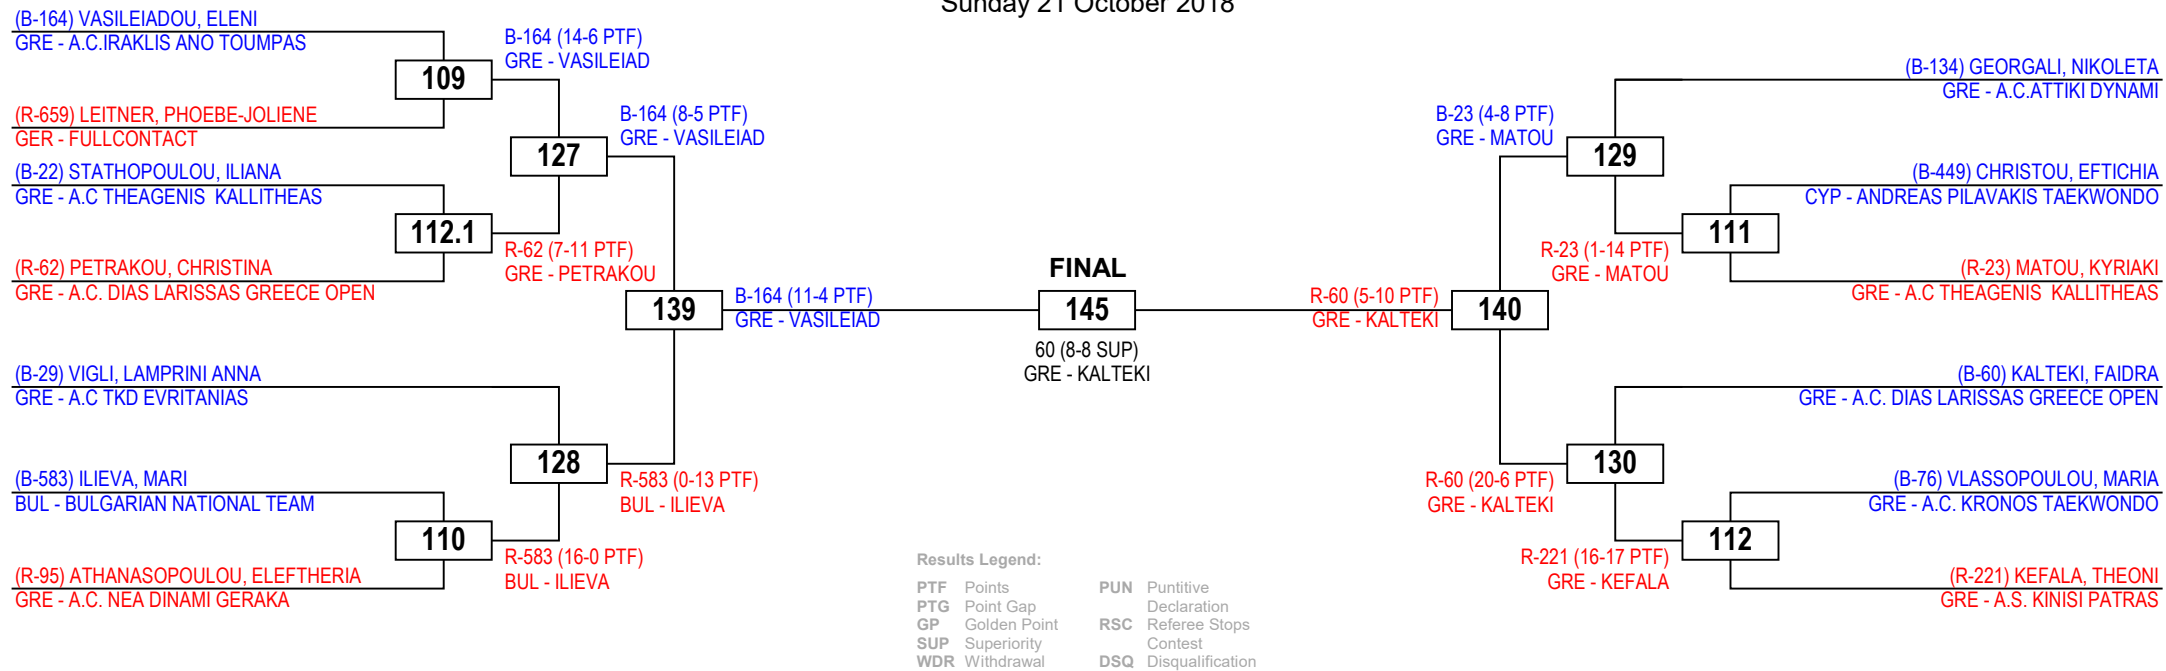 Sunday 21 October 2018
(B-164) VASILEIADOU, ELENI
GRE - A.C.IRAKLIS ANO TOUMPAS
B-164 (14-6 PTF)
GRE - VASILEIAD
109
(R-659) LEITNER, PHOEBE-JOLIENE
GER - FULLCONTACT
B-164 (8-5 PTF)
GRE - VASILEIAD
127
(B-22) STATHOPOULOU, ILIANA
GRE - A.C THEAGENIS  KALLITHEAS
112.1
R-62 (7-11 PTF)
GRE - PETRAKOU
(R-62) PETRAKOU, CHRISTINA
GRE - A.C. DIAS LARISSAS GREECE OPEN
139
B-164 (11-4 PTF)
GRE - VASILEIAD
(B-29) VIGLI, LAMPRINI ANNA
GRE - A.C TKD EVRITANIAS
128
R-583 (0-13 PTF)
BUL - ILIEVA
(B-583) ILIEVA, MARI
BUL - BULGARIAN NATIONAL TEAM
110
R-583 (16-0 PTF)
BUL - ILIEVA
(R-95) ATHANASOPOULOU, ELEFTHERIA
GRE - A.C. NEA DINAMI GERAKA
FINAL
145
60 (8-8 SUP)
GRE - KALTEKI
(B-134) GEORGALI, NIKOLETA
GRE - A.C.ATTIKI DYNAMI
B-23 (4-8 PTF)
GRE - MATOU
129
(B-449) CHRISTOU, EFTICHIA
CYP - ANDREAS PILAVAKIS TAEKWONDO
111
R-23 (1-14 PTF)
GRE - MATOU
(R-23) MATOU, KYRIAKI
GRE - A.C THEAGENIS  KALLITHEAS
R-60 (5-10 PTF)
GRE - KALTEKI
140
(B-60) KALTEKI, FAIDRA
GRE - A.C. DIAS LARISSAS GREECE OPEN
130
R-60 (20-6 PTF)
GRE - KALTEKI
(B-76) VLASSOPOULOU, MARIA
GRE - A.C. KRONOS TAEKWONDO
112
R-221 (16-17 PTF)
GRE - KEFALA
(R-221) KEFALA, THEONI
GRE - A.S. KINISI PATRAS
Results Legend:
PTF Points
PTG Point Gap
GP Golden Point
SUP Superiority
WDR Withdrawal
PUN Puntitive
Declaration
RSC Referee Stops
Contest
DSQ Disqualification